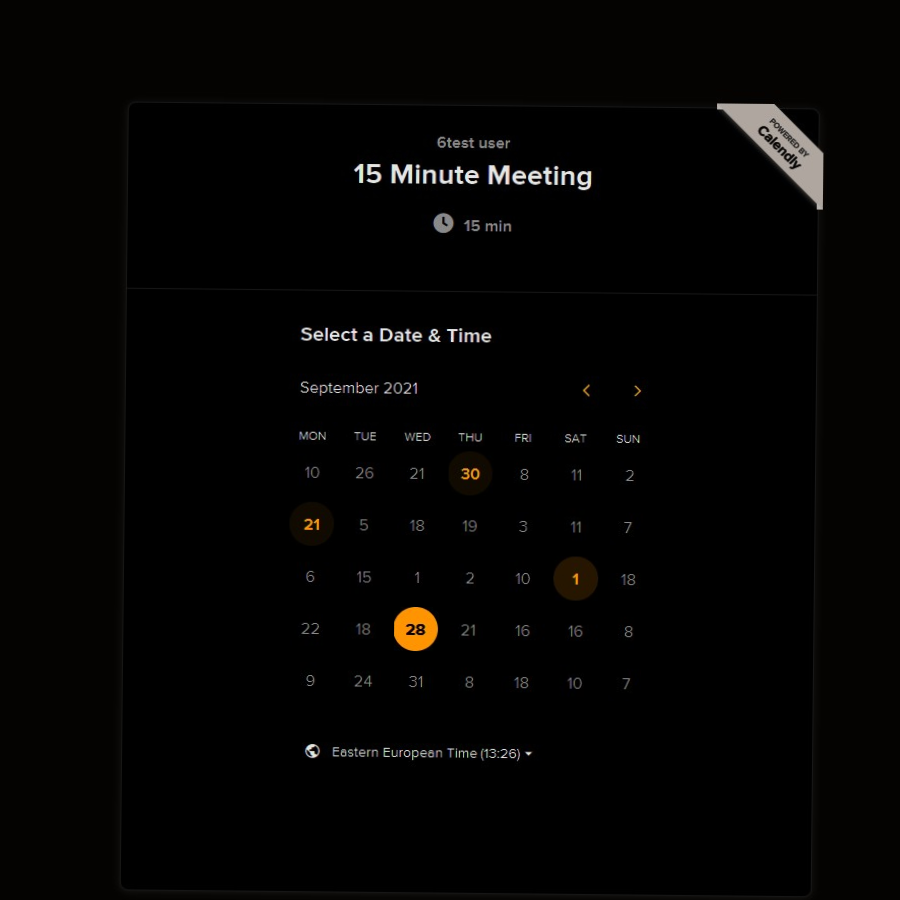 POWERED BY
Calendly
6test user
15 Minute Meeting
15 min
Select a Date & Time
September 2021
MON TUE WED THU FRI SAT SUN
10 26 21 30 8 11 2
21 5 18 19 3 11 7
6 15 1 2 10 1 18
22 18 28 21 16 16 8
9 24 31 8 18 10 7
Eastern European Time (13:26)